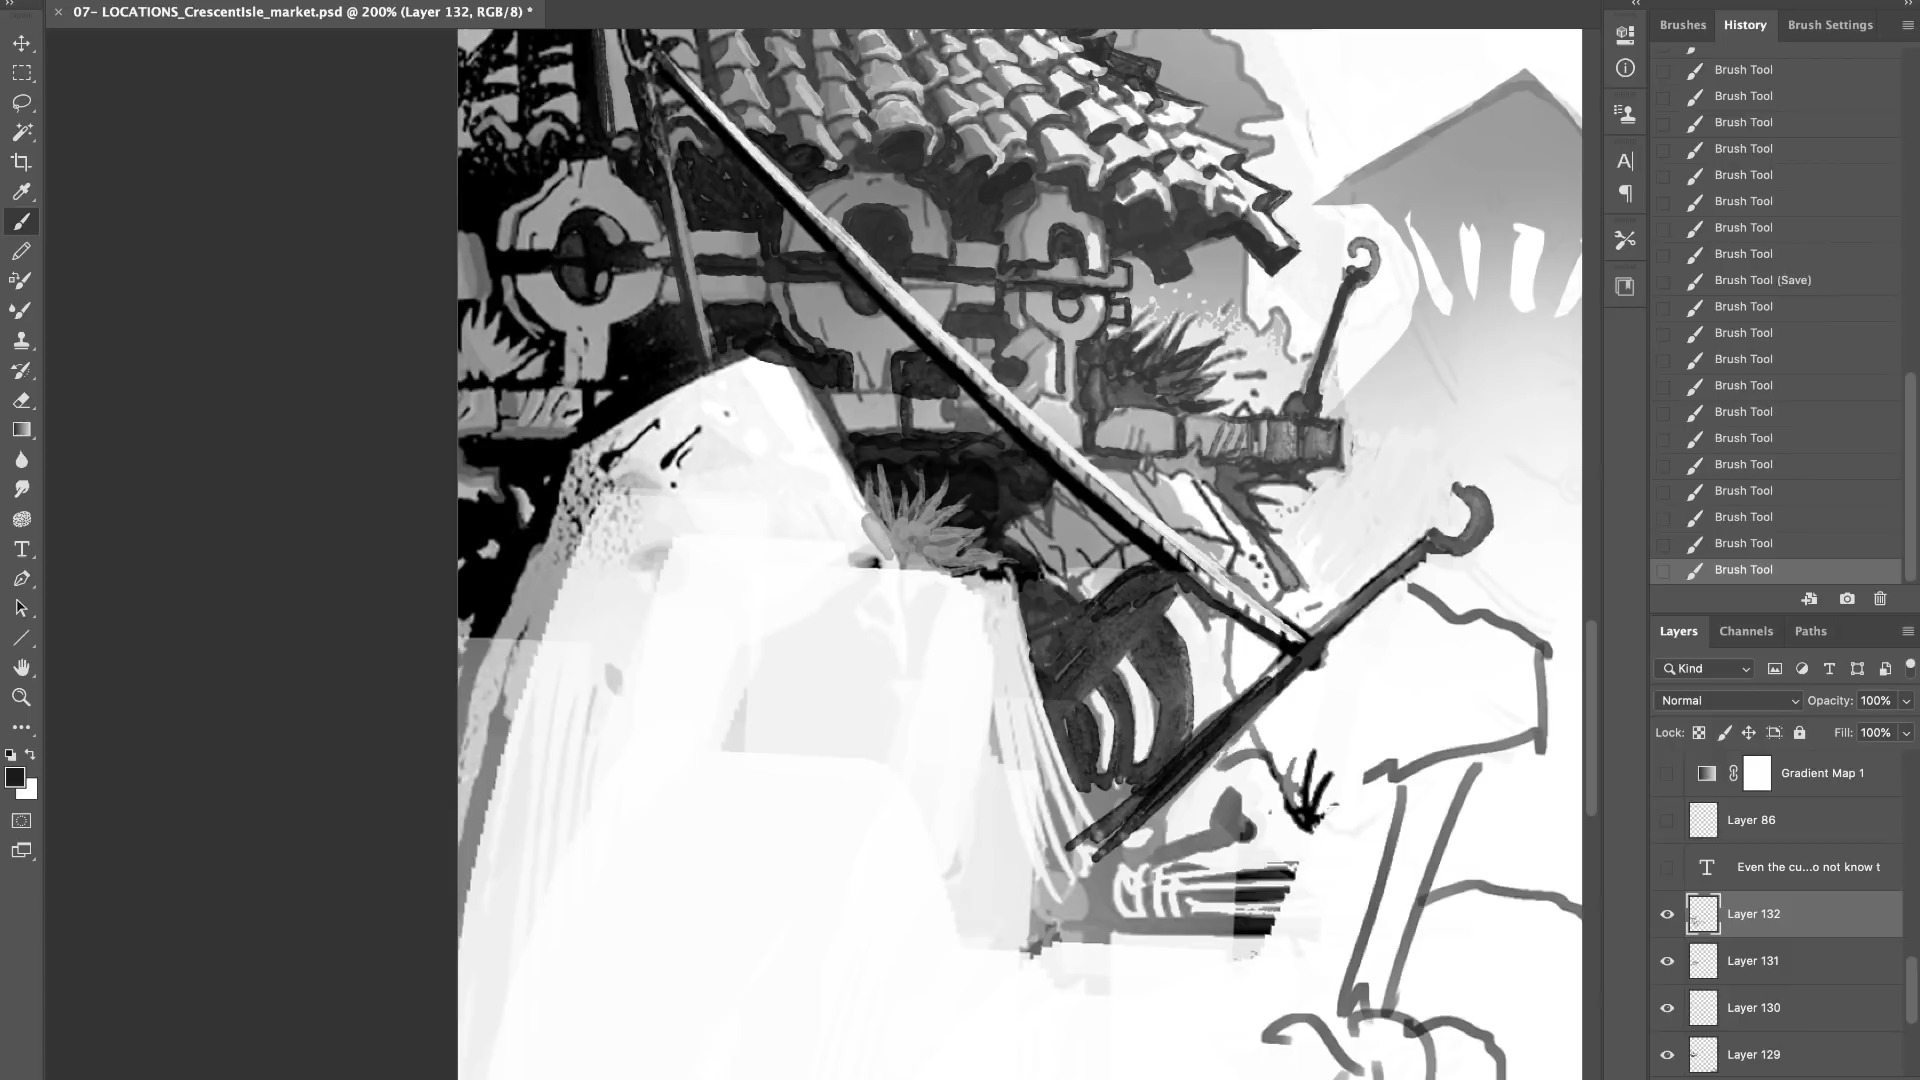 07- LOCATIONS_CrescentIsle_market.psd @ 200% (Layer 132, RGB/8) *
Brushes
History
Brush Settings
Brush Tool
Brush Tool
Brush Tool
Brush Tool
Brush Tool
Brush Tool
Brush Tool
Brush Tool
Brush Tool (Save)
Brush Tool
Brush Tool
Brush Tool
Brush Tool
Brush Tool
Brush Tool
Brush Tool
Brush Tool
Brush Tool
Brush Tool
Brush Tool
Layers
Channels
Paths
Kind
Normal
Opacity: 100%
Lock:
Fill: 100%
Gradient Map 1
Layer 86
Even the cu...o not know t
Layer 132
Layer 131
Layer 130
Layer 129